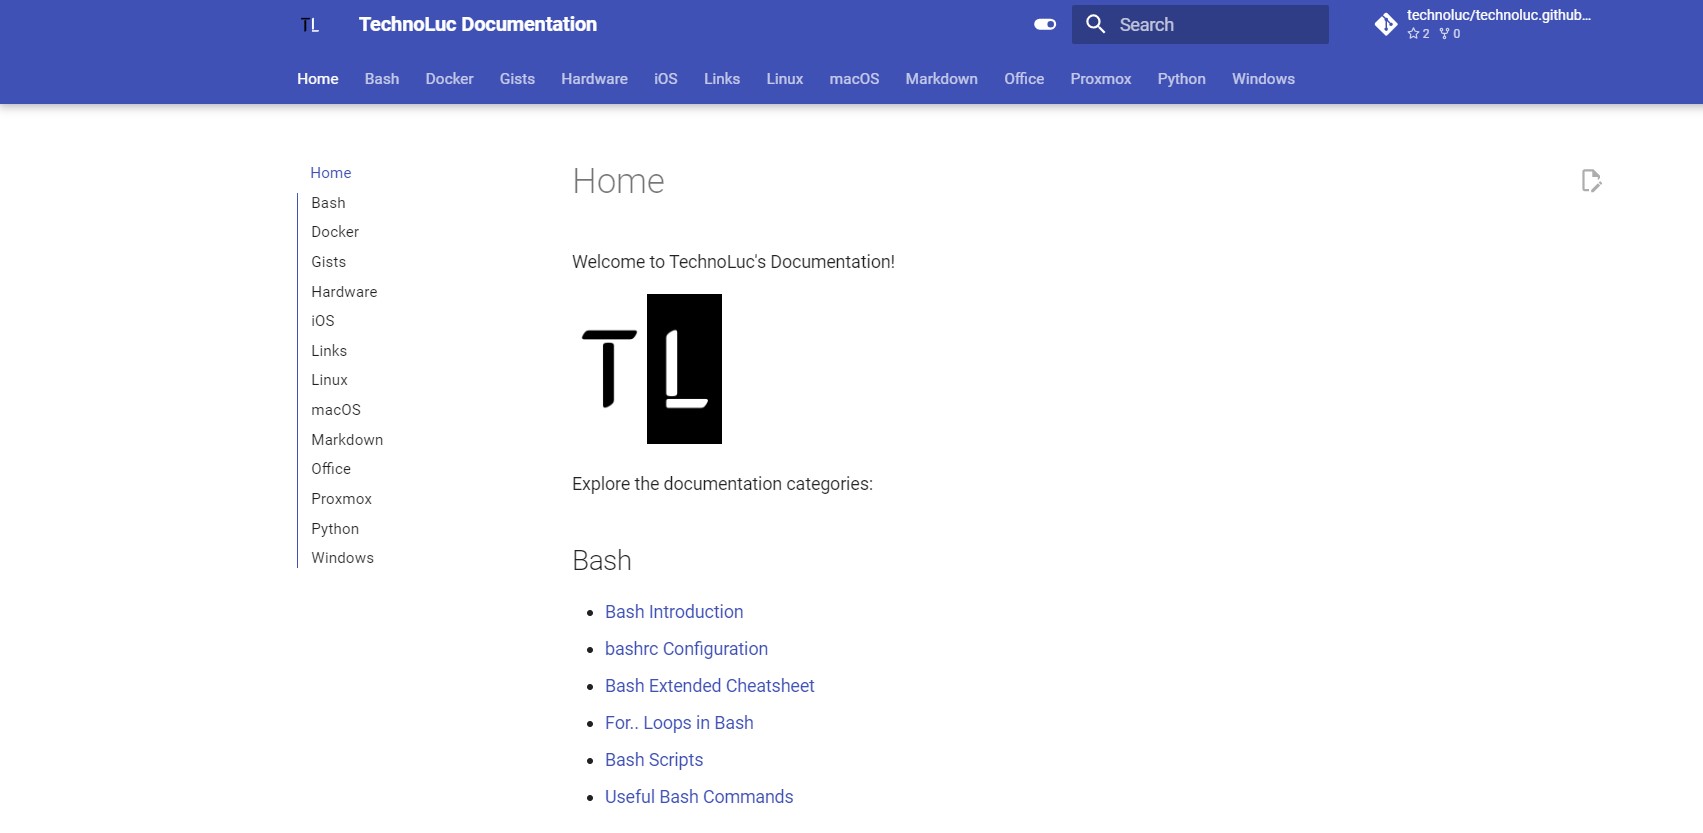 TL
TechnoLuc Documentation
Search
technoluc/technoluc.github...
2 0
Home Bash Docker Gists Hardware iOS Links Linux macOS Markdown Office Proxmox Python Windows
Home
Bash
Docker
Gists
Hardware
iOS
Links
Linux
macOS
Markdown
Office
Proxmox
Python
Windows
Home
Welcome to TechnoLuc's Documentation!
TL
Explore the documentation categories:
Bash
• Bash Introduction
• bashrc Configuration
• Bash Extended Cheatsheet
• For.. Loops in Bash
• Bash Scripts
• Useful Bash Commands